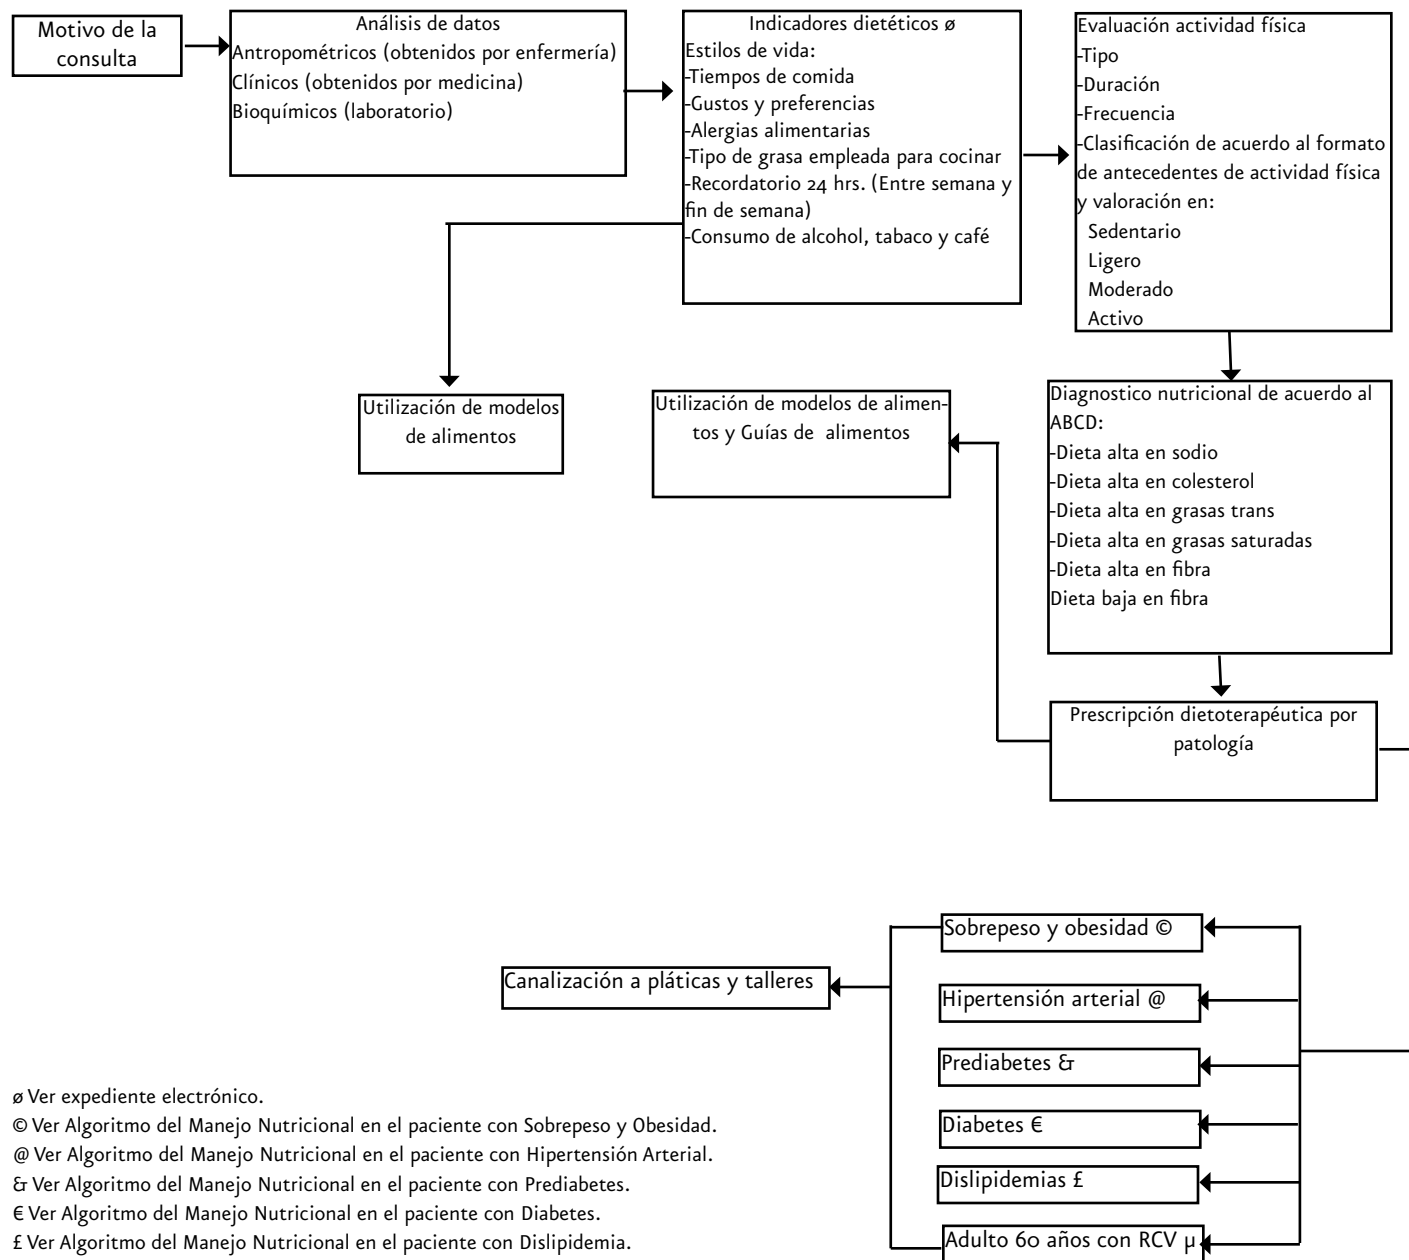 Motivo de la
consulta
Análisis de datos
Antropométricos (obtenidos por enfermería)
Clínicos (obtenidos por medicina)
Bioquímicos (laboratorio)
Indicadores dietéticos ø
Estilos de vida:
-Tiempos de comida
-Gustos y preferencias
-Alergias alimentarias
-Tipo de grasa empleada para cocinar
-Recordatorio 24 hrs. (Entre semana y
fin de semana)
-Consumo de alcohol, tabaco y café
Evaluación actividad física
-Tipo
-Duración
-Frecuencia
-Clasificación de acuerdo al formato
de antecedentes de actividad física
y valoración en:
Sedentario
Ligero
Moderado
Activo
Utilización de modelos
de alimentos
Utilización de modelos de alimen-
tos y Guías de alimentos
Diagnostico nutricional de acuerdo al
ABCD:
-Dieta alta en sodio
-Dieta alta en colesterol
-Dieta alta en grasas trans
-Dieta alta en grasas saturadas
-Dieta alta en fibra
Dieta baja en fibra
Prescripción dietoterapéutica por
patología
Sobrepeso y obesidad ©
Canalización a pláticas y talleres
Hipertensión arterial @
Prediabetes &
Diabetes €
Dislipidemias £
Adulto 60 años con RCV µ
ø Ver expediente electrónico.
© Ver Algoritmo del Manejo Nutricional en el paciente con Sobrepeso y Obesidad.
@ Ver Algoritmo del Manejo Nutricional en el paciente con Hipertensión Arterial.
& Ver Algoritmo del Manejo Nutricional en el paciente con Prediabetes.
€ Ver Algoritmo del Manejo Nutricional en el paciente con Diabetes.
£ Ver Algoritmo del Manejo Nutricional en el paciente con Dislipidemia.